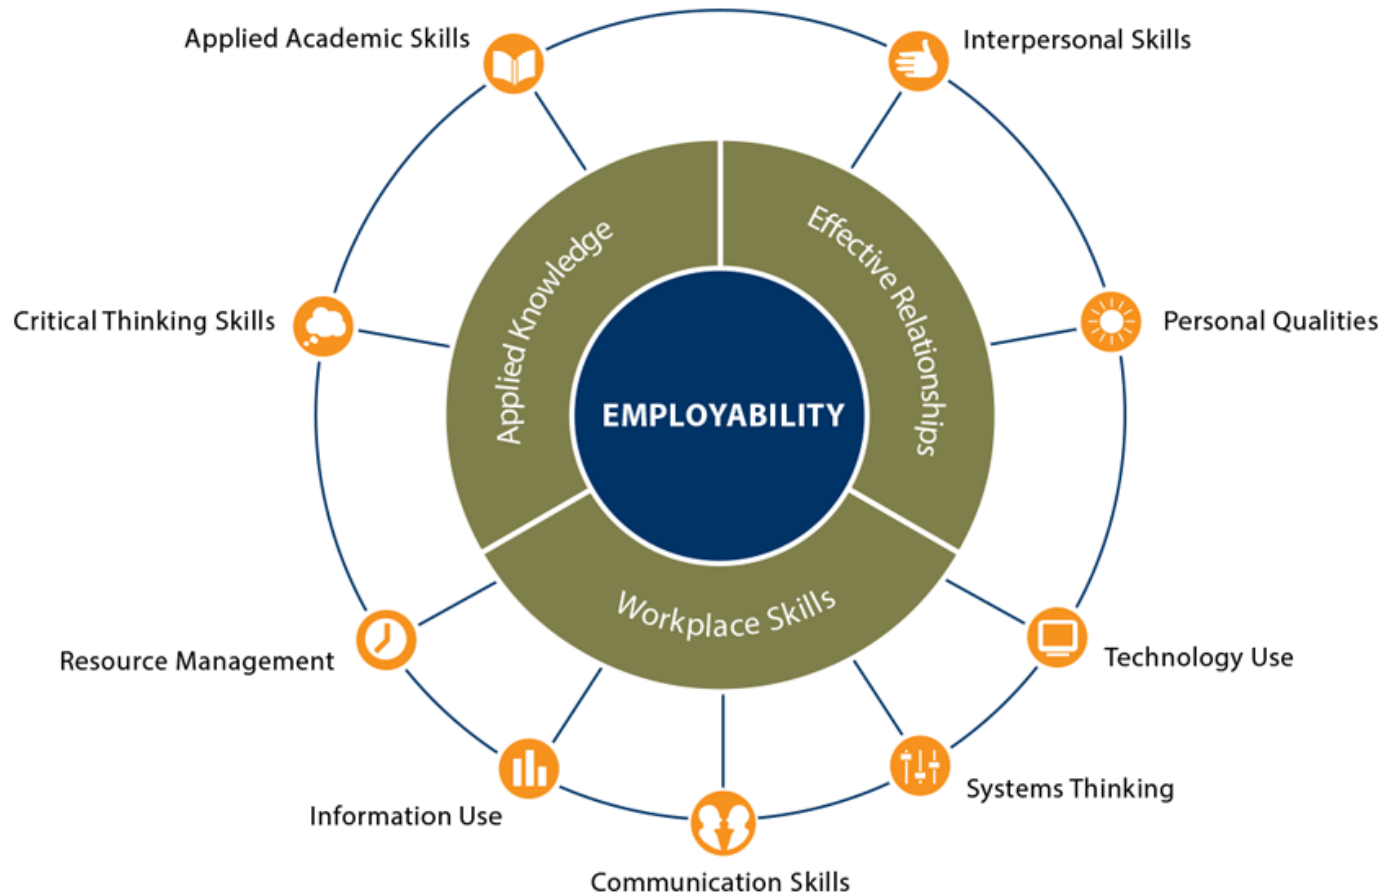 Applied Academic Skills
Interpersonal Skills
Applied Knowledge
Effective Relationships
Critical Thinking Skills
Personal Qualities
EMPLOYABILITY
Workplace Skills
Resource Management
Technology Use
Systems Thinking
Information Use
Communication Skills